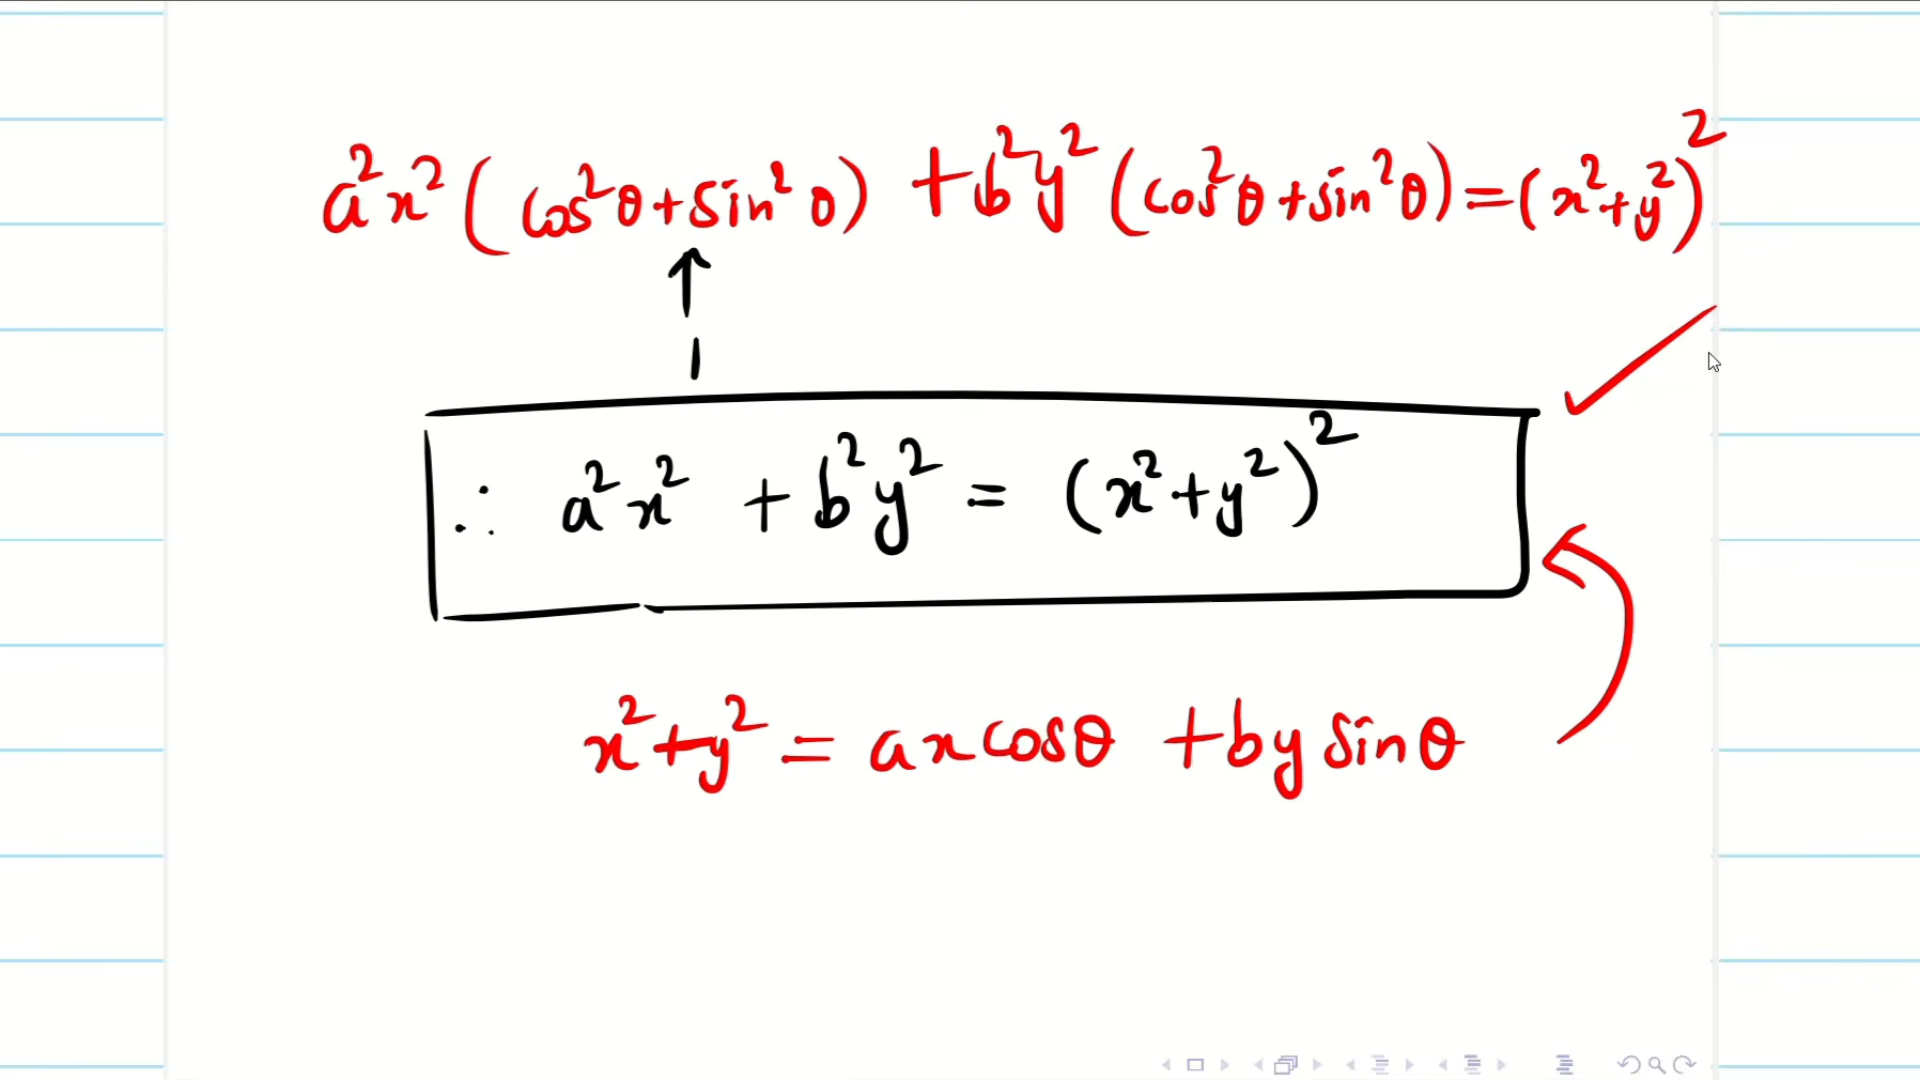 a²x²(cos²θ+sin²θ) +b²y²(cos²θ+sin²θ)=(x²+y²)²
↑
1
∴ a²x² + b²y² = (x²+y²)²
x²+y² = ax cosθ +by sinθ